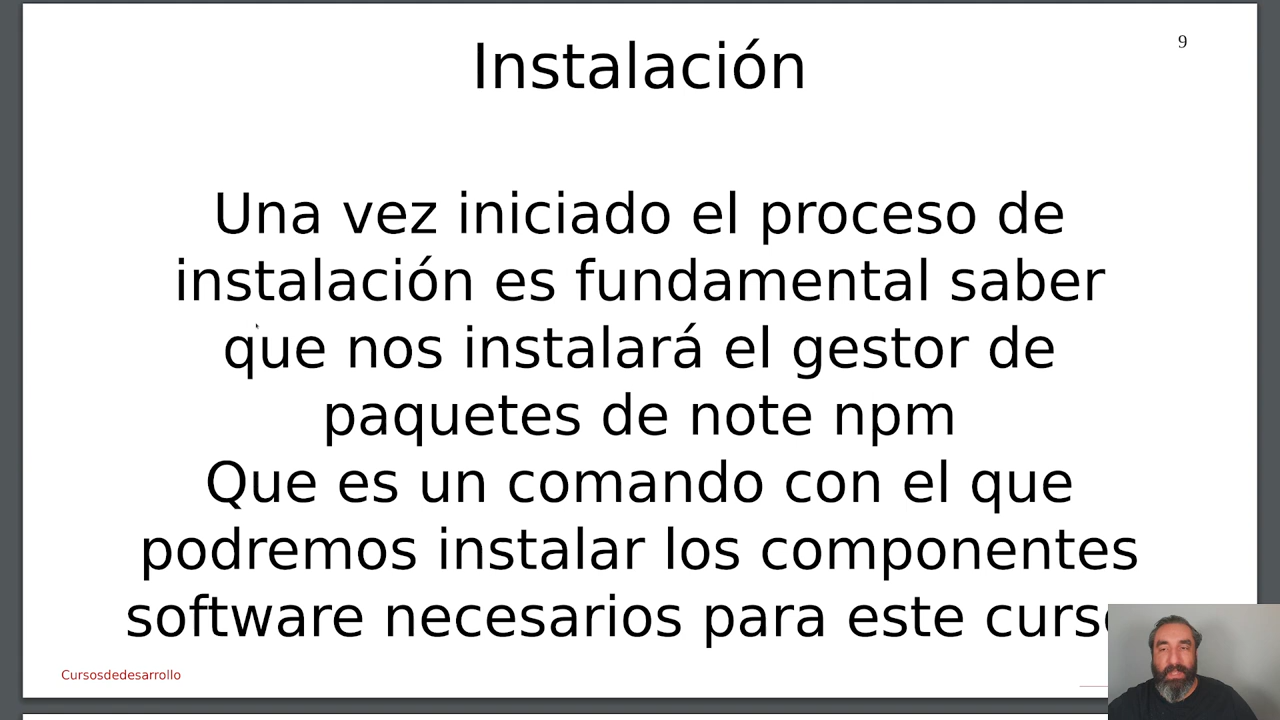 9
Instalación
Una vez iniciado el proceso de
instalación es fundamental saber
que nos instalará el gestor de
paquetes de note npm
Que es un comando con el que
podremos instalar los componentes
software necesarios para este curso
Cursosdedesarrollo